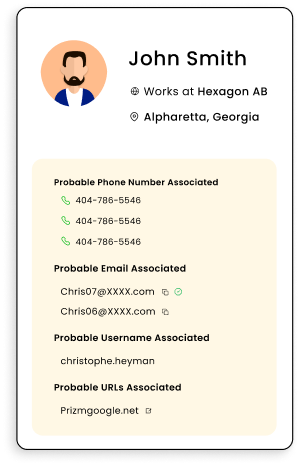 John Smith
Works at Hexagon AB
Alpharetta, Georgia
Probable Phone Number Associated
404-786-5546
404-786-5546
404-786-5546
Probable Email Associated
Chris07@XXXX.com
Chris06@XXXX.com
Probable Username Associated
christophe.heyman
Probable URLs Associated
Prizmgoogle.net